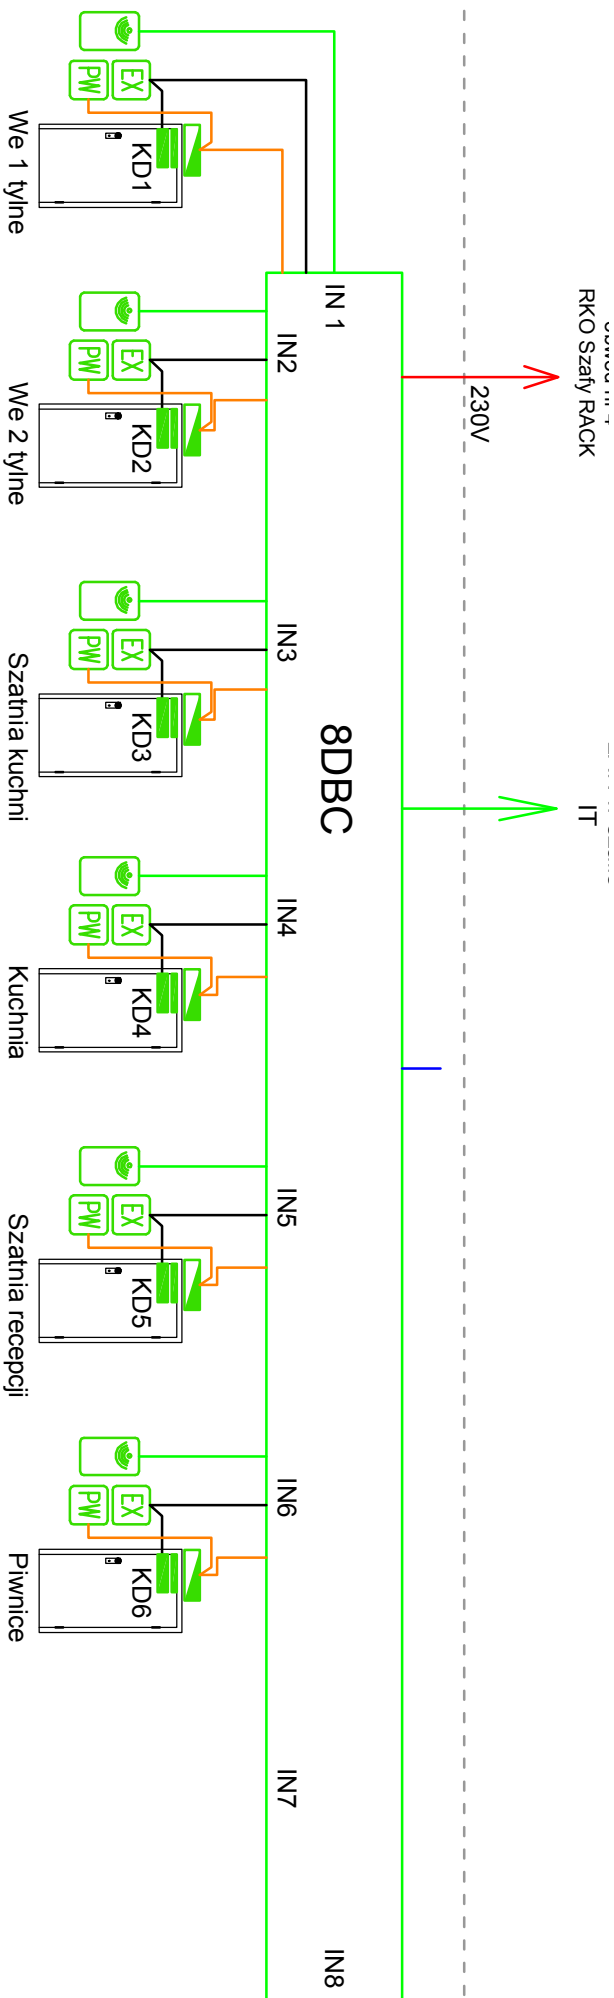 RKO Szafy RACK
IT
230V
8DBC
IN 1
IN2
IN3
IN4
IN5
IN6
IN7
IN8
EX
PW
KD1
We 1 tylne
EX
PW
KD2
We 2 tylne
EX
PW
KD3
Szatnia kuchni
EX
PW
KD4
Kuchnia
EX
PW
KD5
Szatnia recepcji
EX
PW
KD6
Piwnice